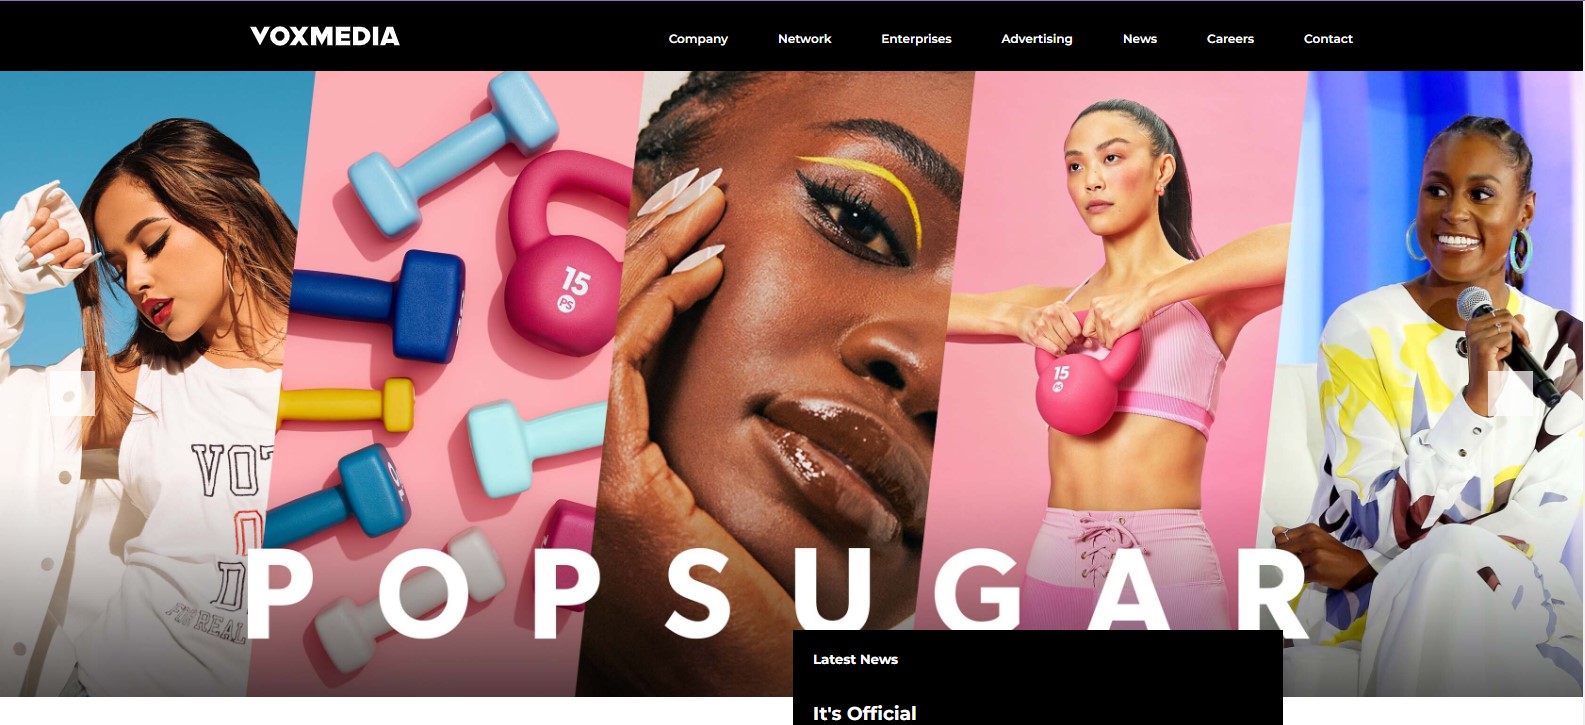 VOXMEDIA
Company Network Enterprises Advertising News Careers Contact
15
PS
15
PS
VOT
FOR REAL
POPSUGAR
Latest News
It's Official